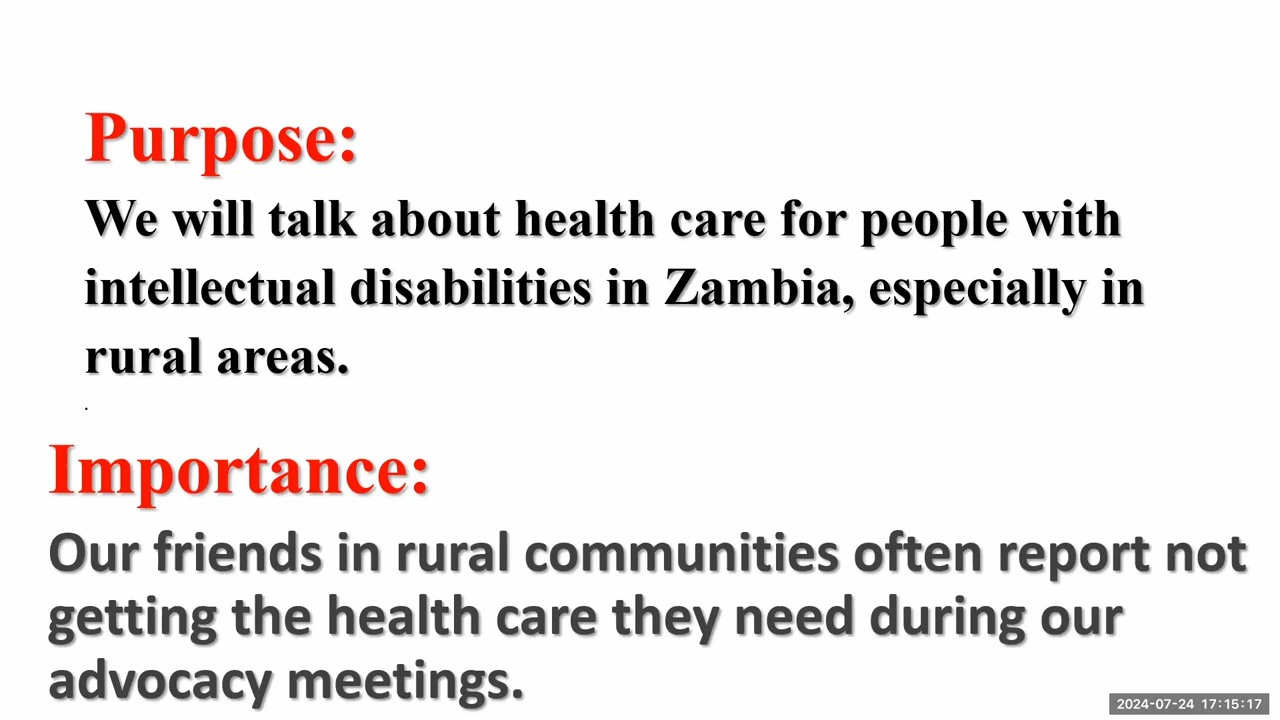 Purpose:
We will talk about health care for people with
intellectual disabilities in Zambia, especially in
rural areas.
.
Importance:
Our friends in rural communities often report not
getting the health care they need during our
advocacy meetings.
2024-07-24 17:15:17